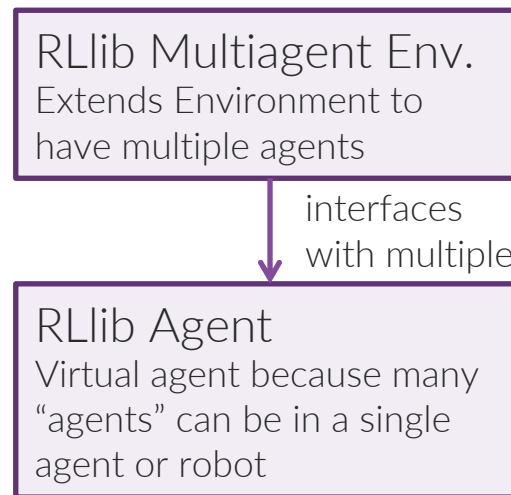 RLlib Multiagent Env.
Extends Environment to
have multiple agents
interfaces
with multiple
RLlib Agent
Virtual agent because many
“agents” can be in a single
agent or robot